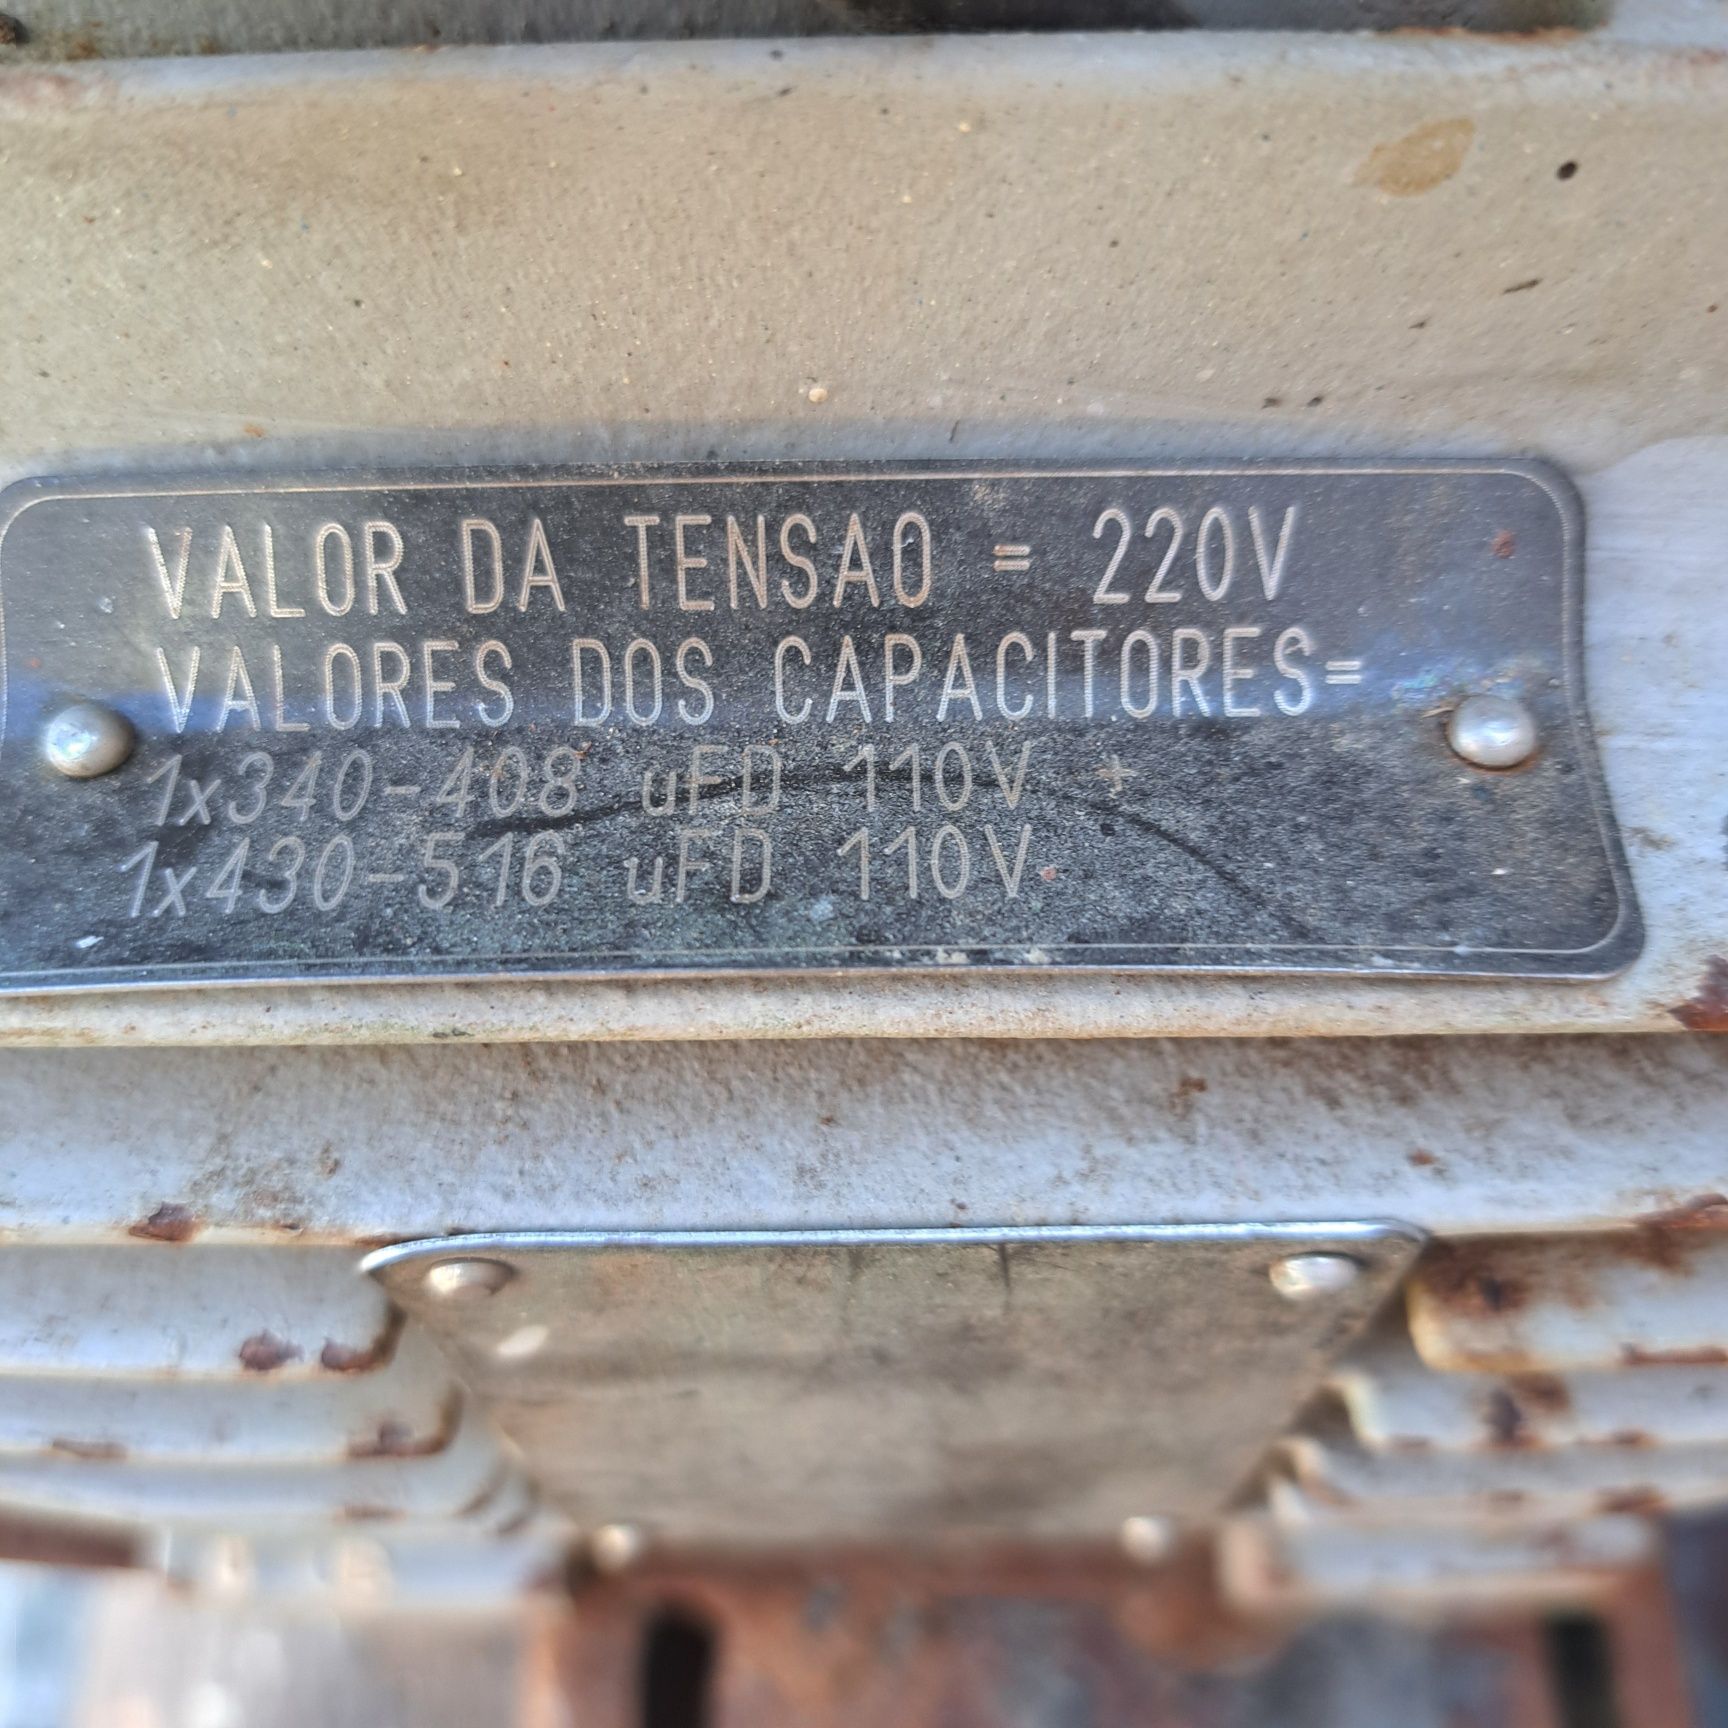 VALOR DA TENSAO = 220V
VALORES DOS CAPACITORES=
1x340-408 uFD 110V +
1x430-516 uFD 110V